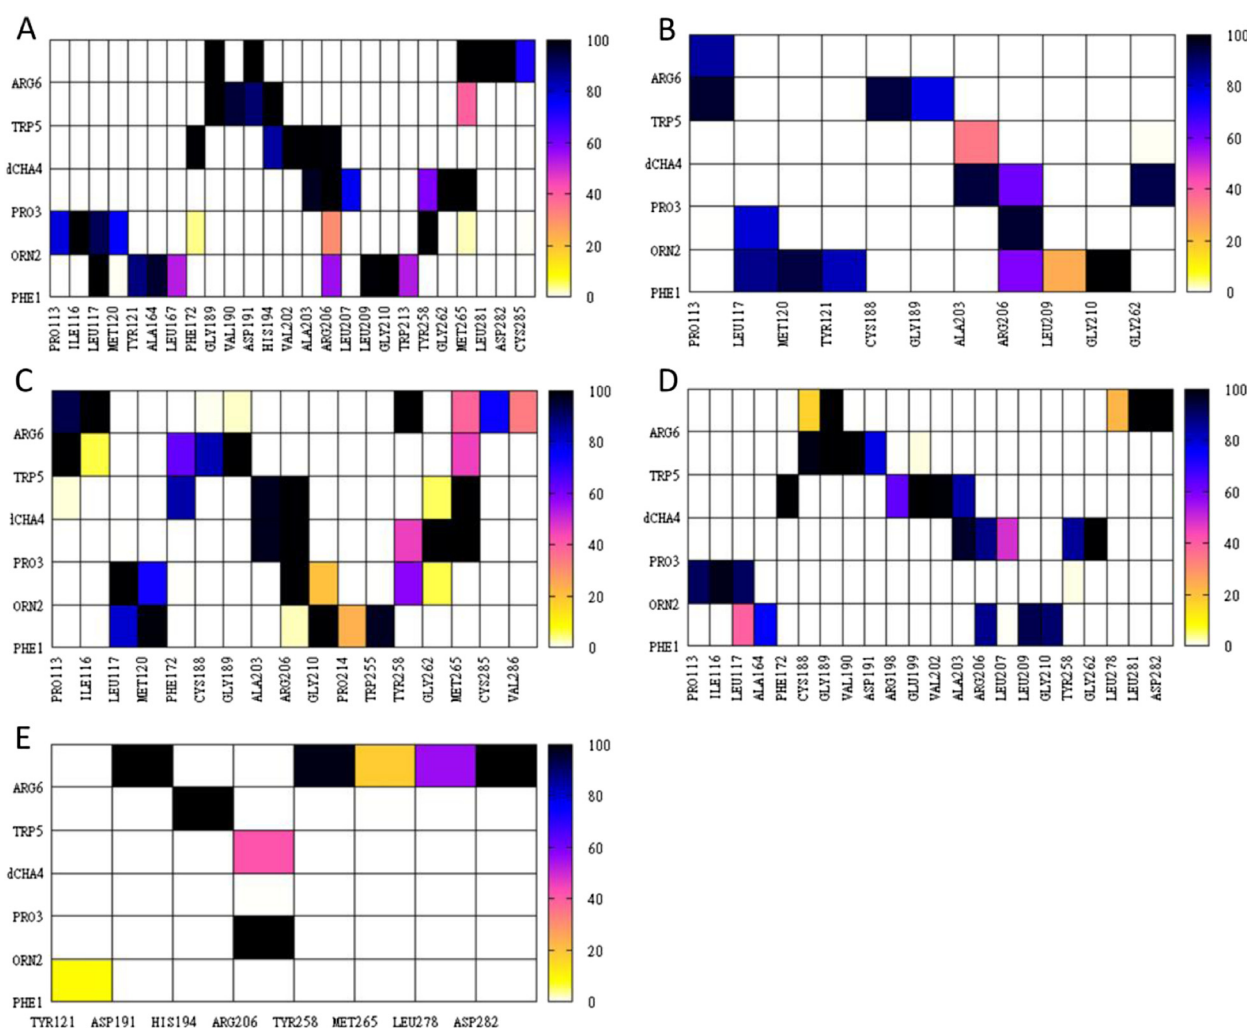 A
100
80
60
40
20
0
ARG6
TRP5
dCHA4
PRO3
ORN2
PHE1
PRO113
ILE116
LEU117
MET120
TYR121
ALA164
LEU167
PHE172
GLY189
VAL190
ASP191
HIS194
VAL202
ALA203
ARG206
LEU207
LEU209
GLY210
TRP213
TYR258
GLY262
MET265
LEU281
ASP282
CYS285
B
100
80
60
40
20
0
ARG6
TRP5
dCHA4
PRO3
ORN2
PHE1
PRO113
LEU117
MET120
TYR121
CYS188
GLY189
ALA203
ARG206
LEU209
GLY210
GLY262
C
100
80
60
40
20
0
ARG6
TRP5
dCHA4
PRO3
ORN2
PHE1
PRO113
ILE116
LEU117
MET120
PHE172
CYS188
GLY189
ALA203
ARG206
GLY210
PRO214
TRP255
TYR258
GLY262
MET265
CYS285
VAL286
D
100
80
60
40
20
0
ARG6
TRP5
dCHA4
PRO3
ORN2
PHE1
PRO113
ILE116
LEU117
ALA164
PHE172
CYS188
GLY189
VAL190
ASP191
ARG198
GLU199
VAL202
ALA203
ARG206
LEU207
LEU209
GLY210
TYR258
GLY262
LEU278
LEU281
ASP282
E
100
80
60
40
20
0
ARG6
TRP5
dCHA4
PRO3
ORN2
PHE1
TYR121 ASP191 HIS194 ARG206 TYR258 MET265 LEU278 ASP282